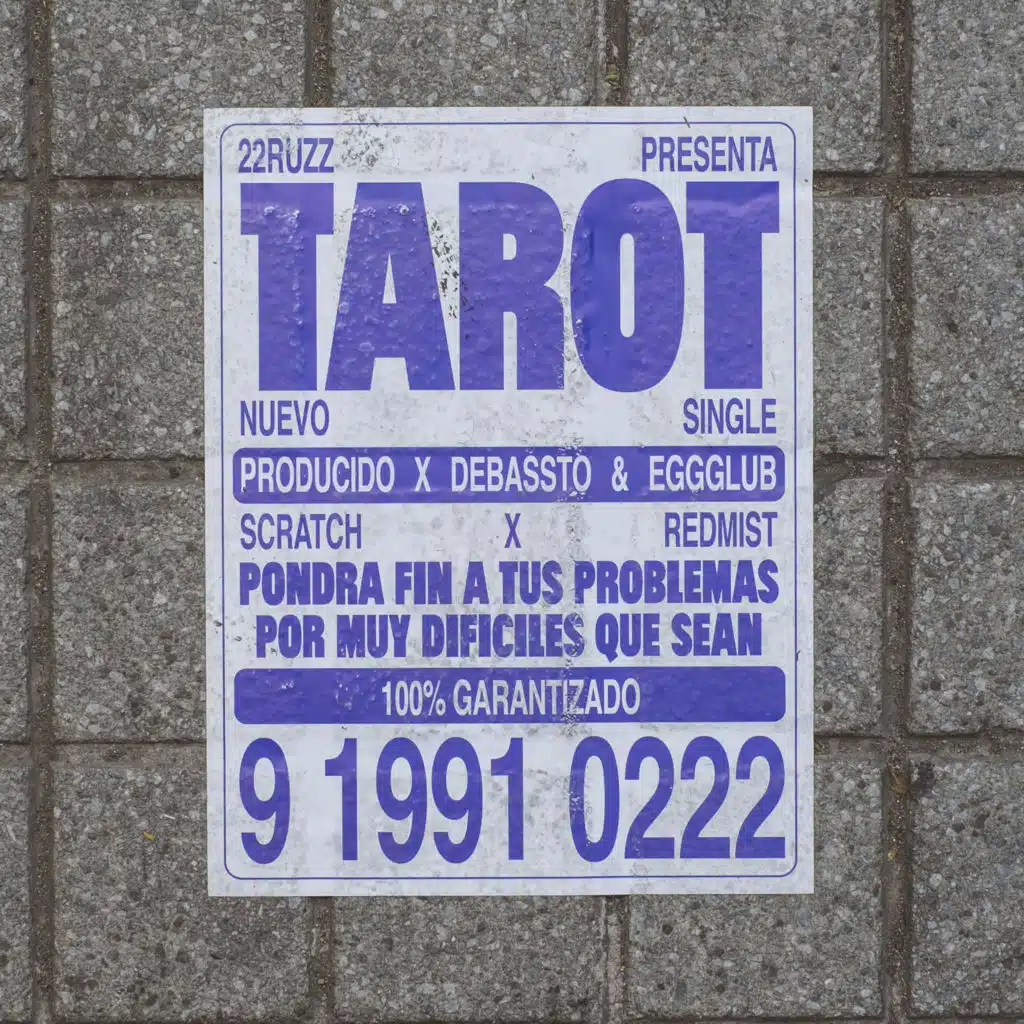 22RUZZ PRESENTA
TAROT
NUEVO SINGLE
PRODUCIDO X DEBASSTO & EGGGLUB
SCRATCH X REDMIST
PONDRA FIN A TUS PROBLEMAS
POR MUY DIFICILES QUE SEAN
100% GARANTIZADO
9 1991 0222